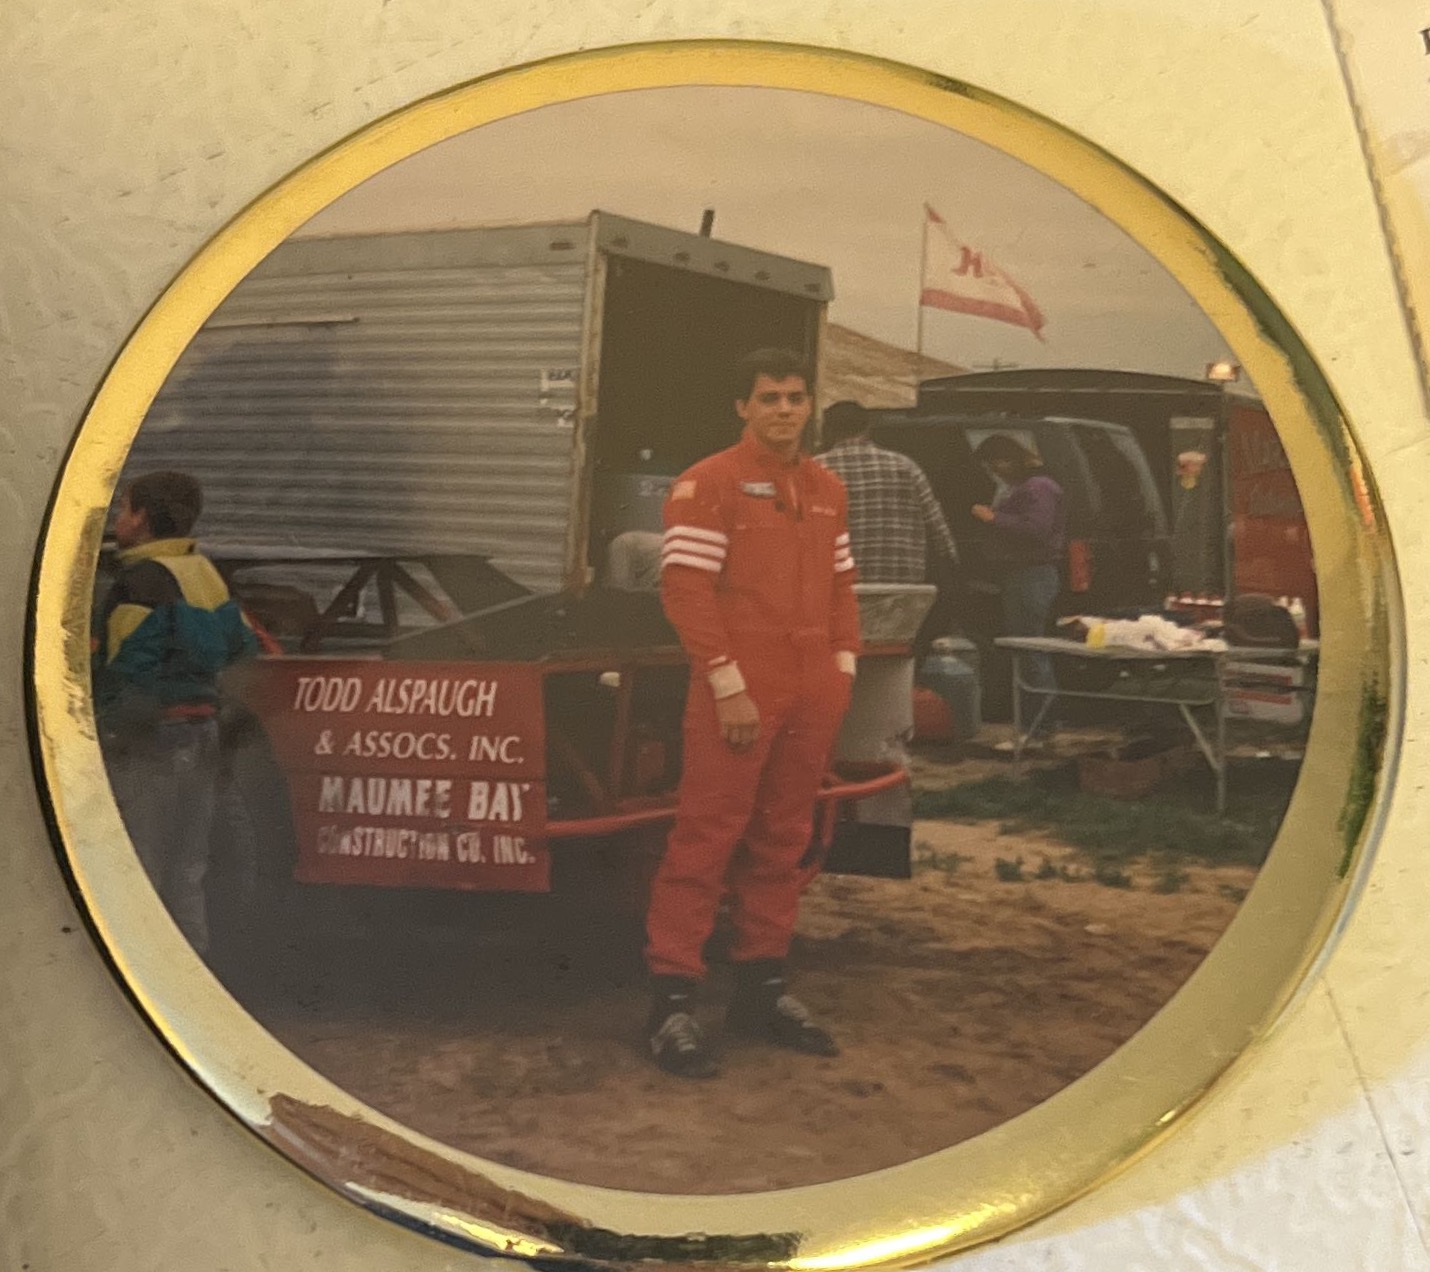 TODD ALSPAUGH
& ASSOCS. INC.
MAUMEE BAY
CONSTRUCTION CO. INC.